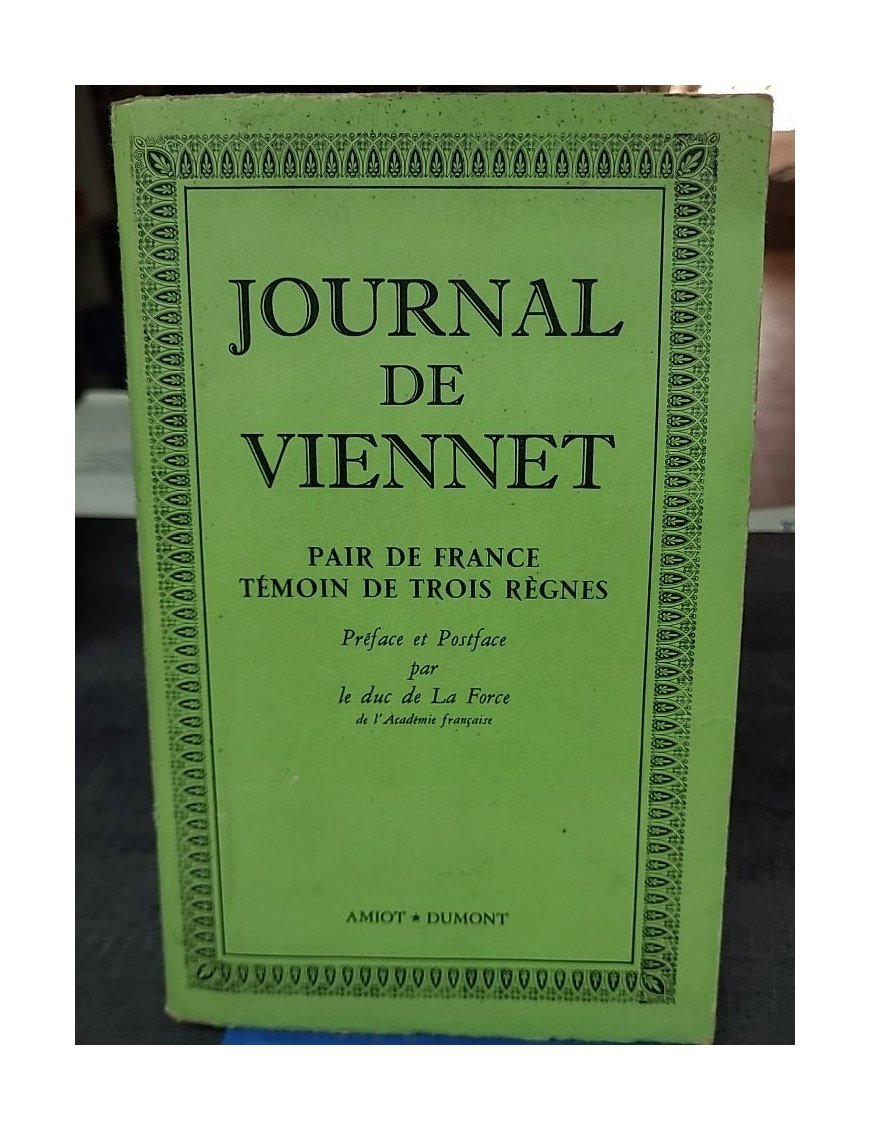 JOURNAL
DE
VIENNET
PAIR DE FRANCE
TÉMOIN DE TROIS RÈGNES
Préface et Postface
par
le duc de La Force
de l'Académie française
AMIOT ★ DUMONT